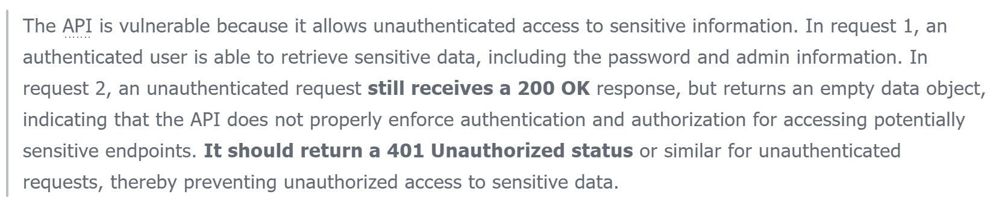 The API is vulnerable because it allows unauthenticated access to sensitive information. In request 1, an
authenticated user is able to retrieve sensitive data, including the password and admin information. In
request 2, an unauthenticated request still receives a 200 OK response, but returns an empty data object,
indicating that the API does not properly enforce authentication and authorization for accessing potentially
sensitive endpoints. It should return a 401 Unauthorized status or similar for unauthenticated
requests, thereby preventing unauthorized access to sensitive data.